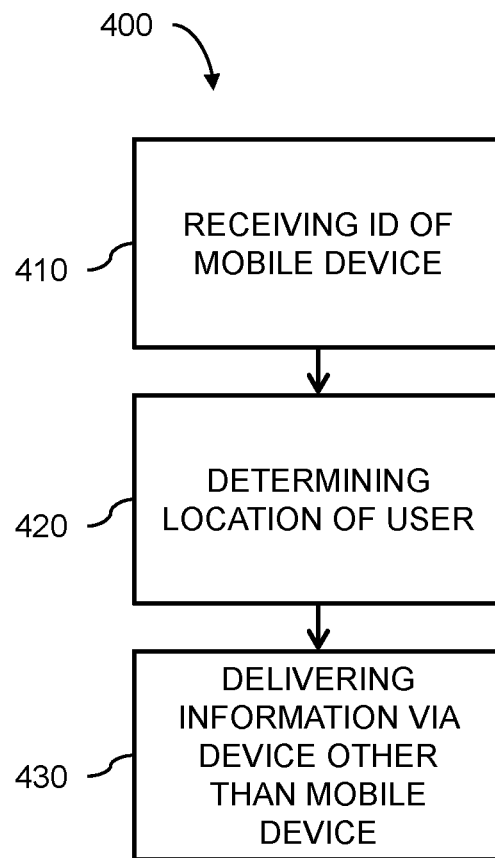 400
410
RECEIVING ID OF
MOBILE DEVICE
420
DETERMINING
LOCATION OF USER
430
DELIVERING
INFORMATION VIA
DEVICE OTHER
THAN MOBILE
DEVICE